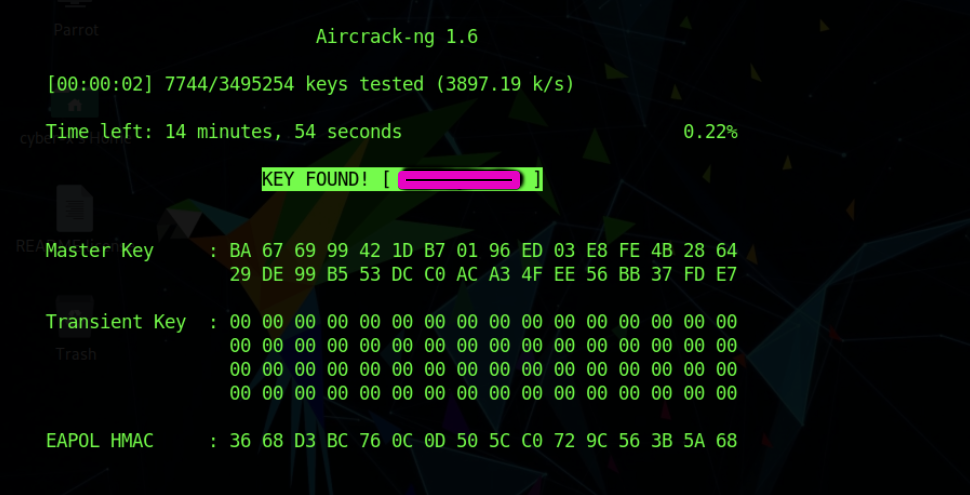 Parrot
Aircrack-ng 1.6
[00:00:02] 7744/3495254 keys tested (3897.19 k/s)
Time left: 14 minutes, 54 seconds 0.22%
KEY FOUND! [ ]
Master Key : BA 67 69 99 42 1D B7 01 96 ED 03 E8 FE 4B 28 64
29 DE 99 B5 53 DC C0 AC A3 4F EE 56 BB 37 FD E7
Transient Key : 00 00 00 00 00 00 00 00 00 00 00 00 00 00 00 00
00 00 00 00 00 00 00 00 00 00 00 00 00 00 00 00
00 00 00 00 00 00 00 00 00 00 00 00 00 00 00 00
00 00 00 00 00 00 00 00 00 00 00 00 00 00 00 00
Trash
EAPOL HMAC : 36 68 D3 BC 76 0C 0D 50 5C C0 72 9C 56 3B 5A 68